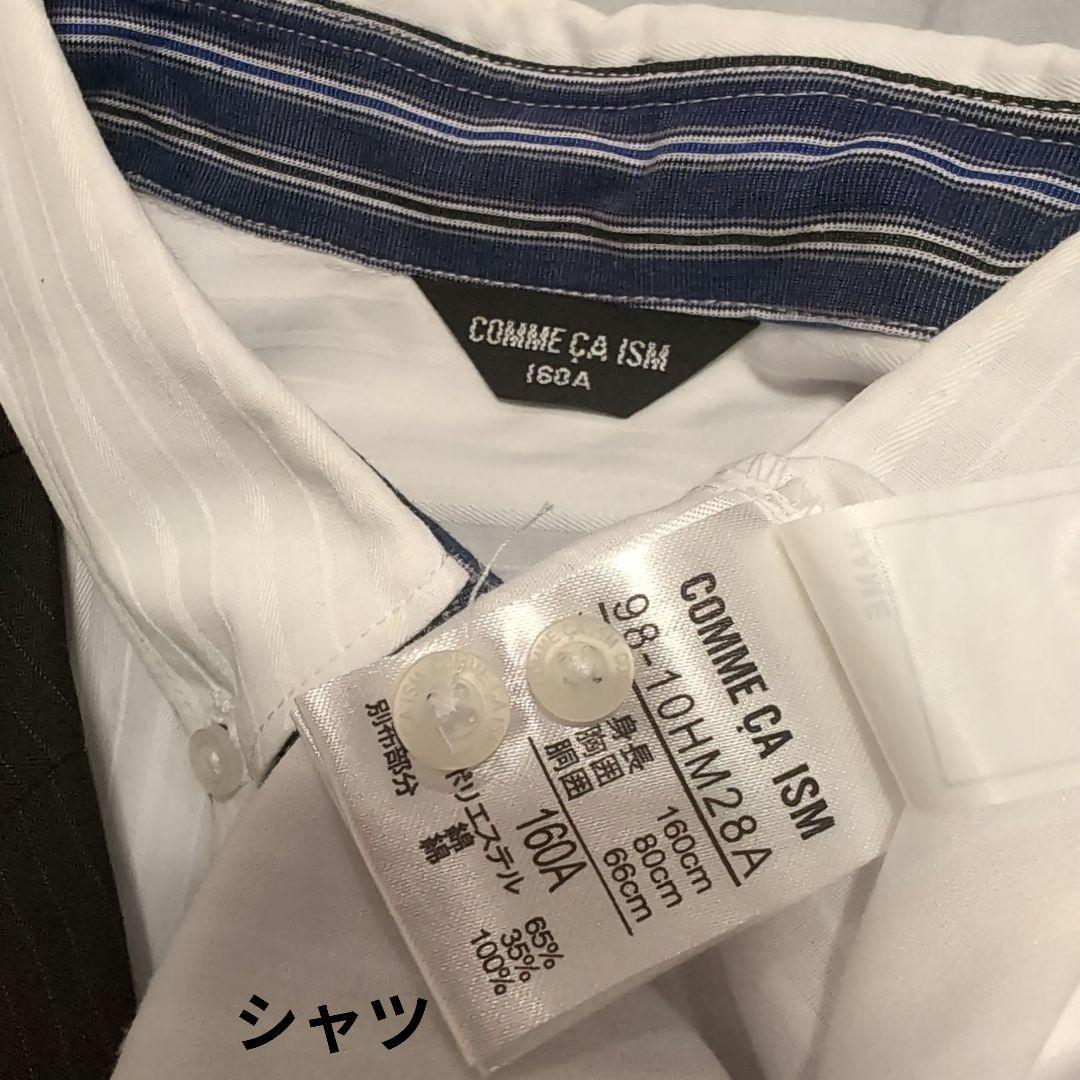 COMME ÇA ISM
160A
COMME ÇA ISM
98-10HM28A
身長 160cm
胸囲 80cm
胴囲 66cm
160A
ポリエステル 65%
綿 35%
別布部分 綿 100%
NAME
シャツ